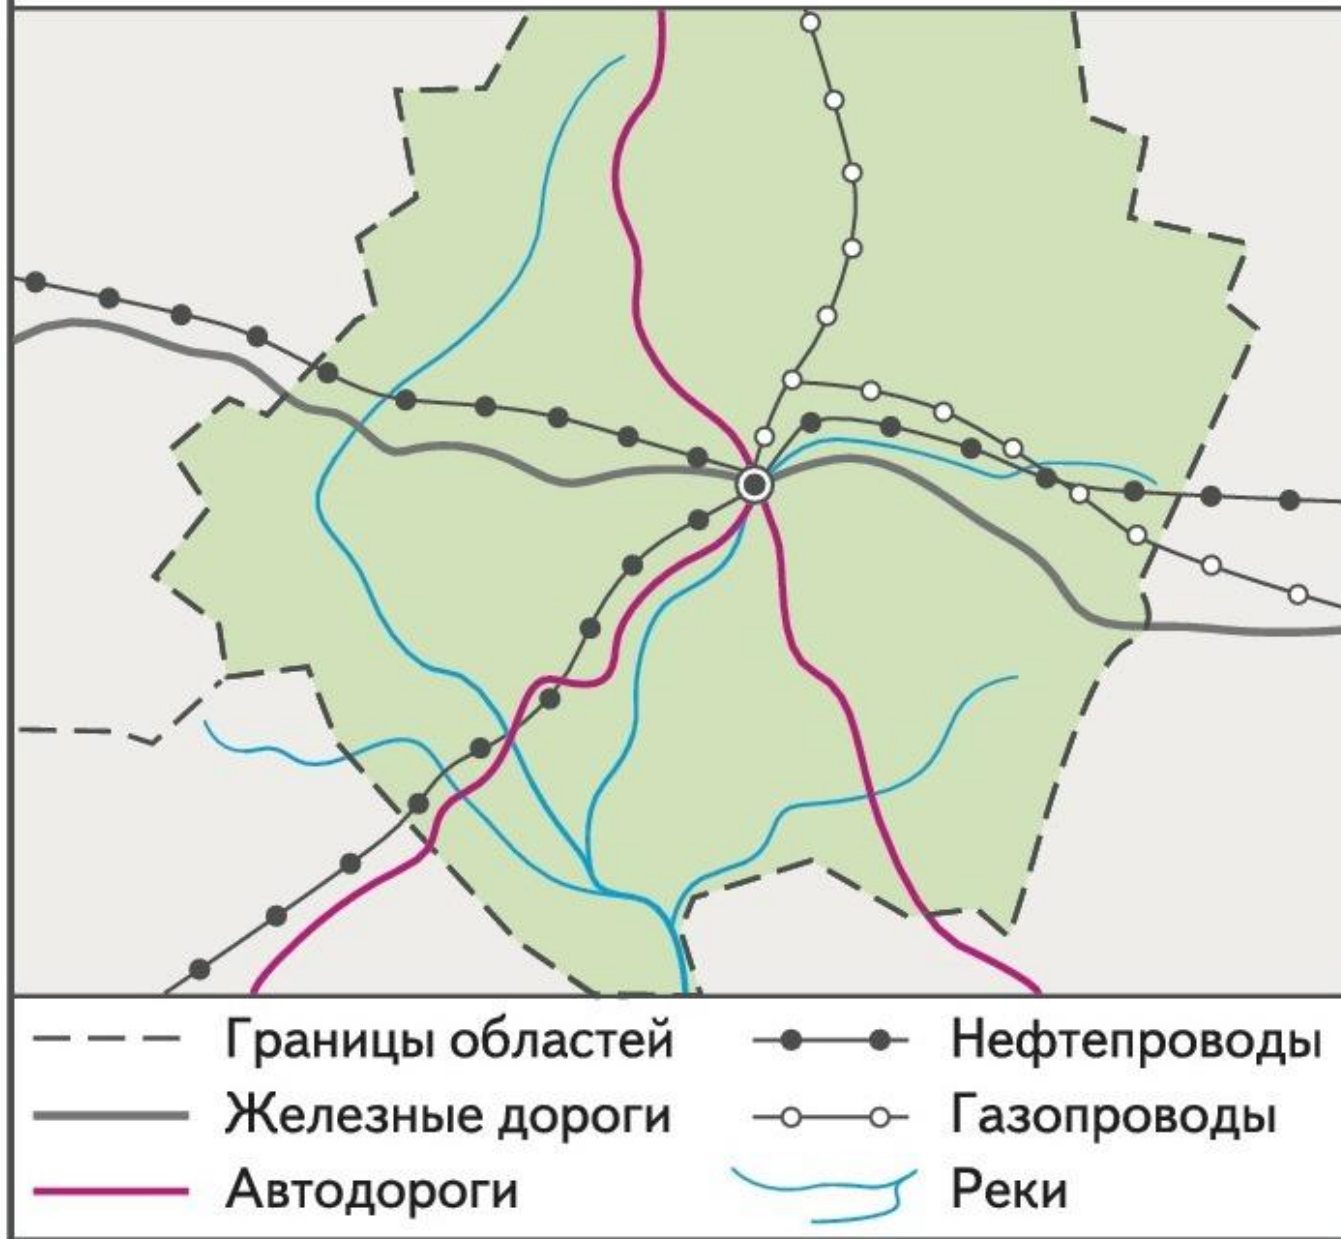 Границы областей
Железные дороги
Автодороги
Нефтепроводы
Газопроводы
Реки